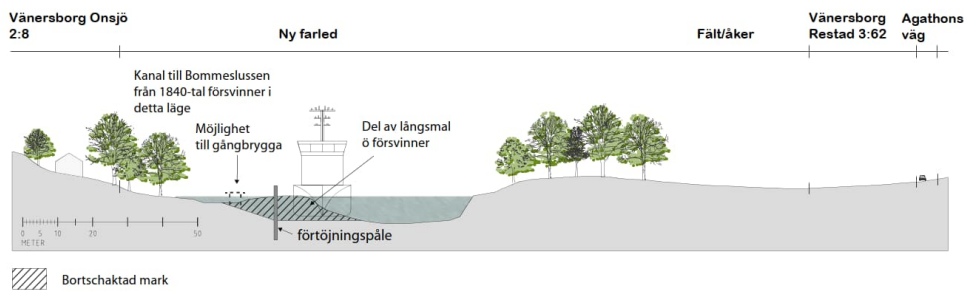 Vänersborg Onsjö
2:8
Ny farled
Fält/åker
Vänersborg
Restad 3:62
Agathons
väg
Kanal till Bommeslussen
från 1840-tal försvinner i
detta läge
Möjlighet
till gångbrygga
Del av långsmal
ö försvinner
förtöjningspåle
0 5 10 20 50
METER
Bortschaktad mark